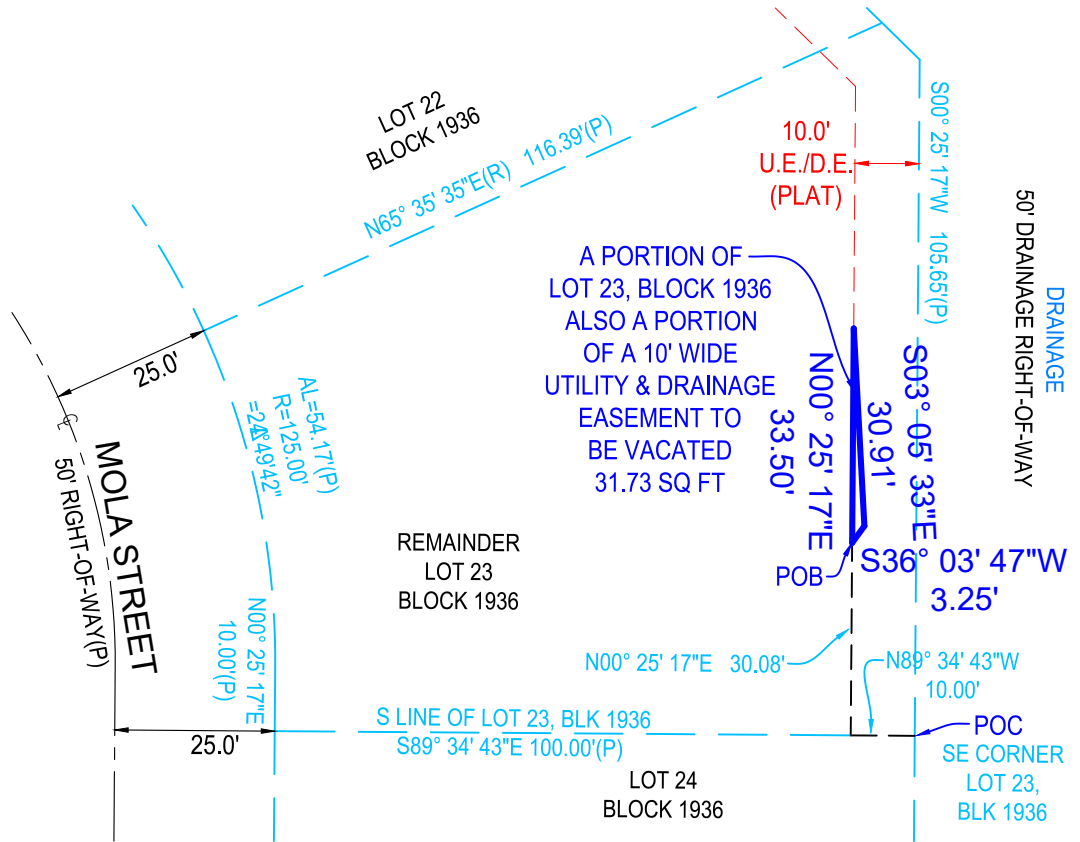 LOT 22
BLOCK 1936
N65° 35' 35"E(R) 116.39'(P)
10.0'
U.E./D.E.
(PLAT)
S00° 25' 17"W 105.65'(P)
DRAINAGE
50' DRAINAGE RIGHT-OF-WAY
A PORTION OF
LOT 23, BLOCK 1936
ALSO A PORTION
OF A 10' WIDE
UTILITY & DRAINAGE
EASEMENT TO
BE VACATED
31.73 SQ FT
N00° 25' 17"E
33.50'
S03° 05' 33"E
30.91'
S36° 03' 47"W
3.25'
POB
25.0'
AL=54.17'(P)
R=125.00'
MOLA STREET
50' RIGHT-OF-WAY(P)
REMAINDER
LOT 23
BLOCK 1936
N00° 25' 17"E
10.00'(P)
N00° 25' 17"E 30.08'
N89° 34' 43"W
10.00'
25.0'
S LINE OF LOT 23, BLK 1936
S89° 34' 43"E 100.00'(P)
POC
SE CORNER
LOT 23,
BLK 1936
LOT 24
BLOCK 1936